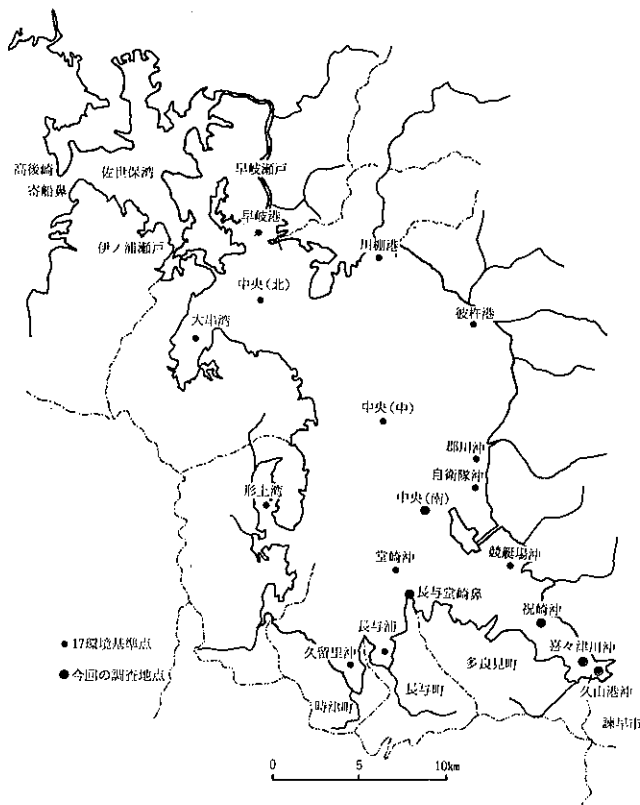 高後崎
寄船鼻
佐世保湾
早岐瀬戸
早岐港
伊ノ浦瀬戸
川棚港
中央(北)
彼杵港
大串湾
中央(中)
郡川沖
自衛隊沖
形上湾
中央(南)
競艇場沖
堂崎沖
長与堂崎鼻
祝崎沖
長与浦
久留里沖
喜々津川沖
多良見町
久山港沖
長与町
時津町
諫早市
●17環境基準点
●今回の調査地点
0 5 10km